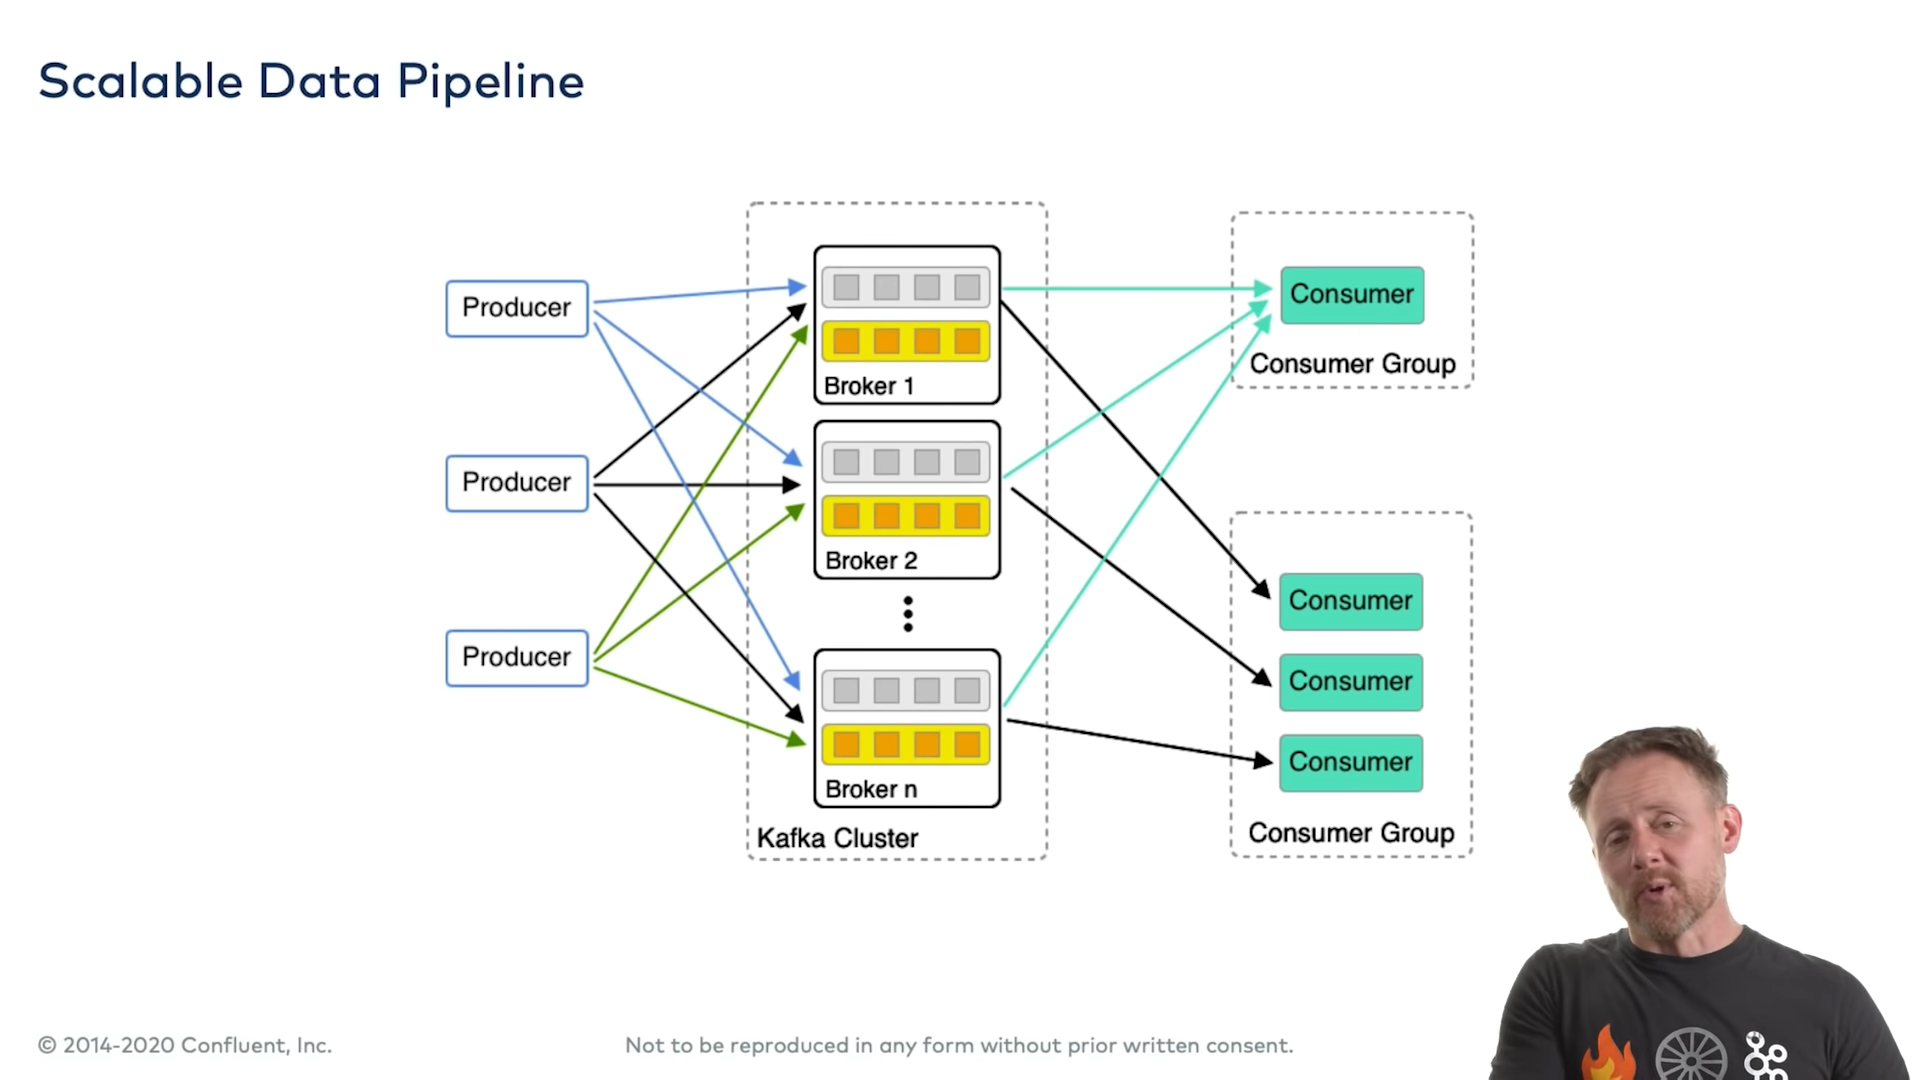 Scalable Data Pipeline
Producer
Producer
Producer
Broker 1
Broker 2
Broker n
Kafka Cluster
Consumer
Consumer Group
Consumer
Consumer
Consumer
Consumer Group
© 2014-2020 Confluent, Inc.
Not to be reproduced in any form without prior written consent.